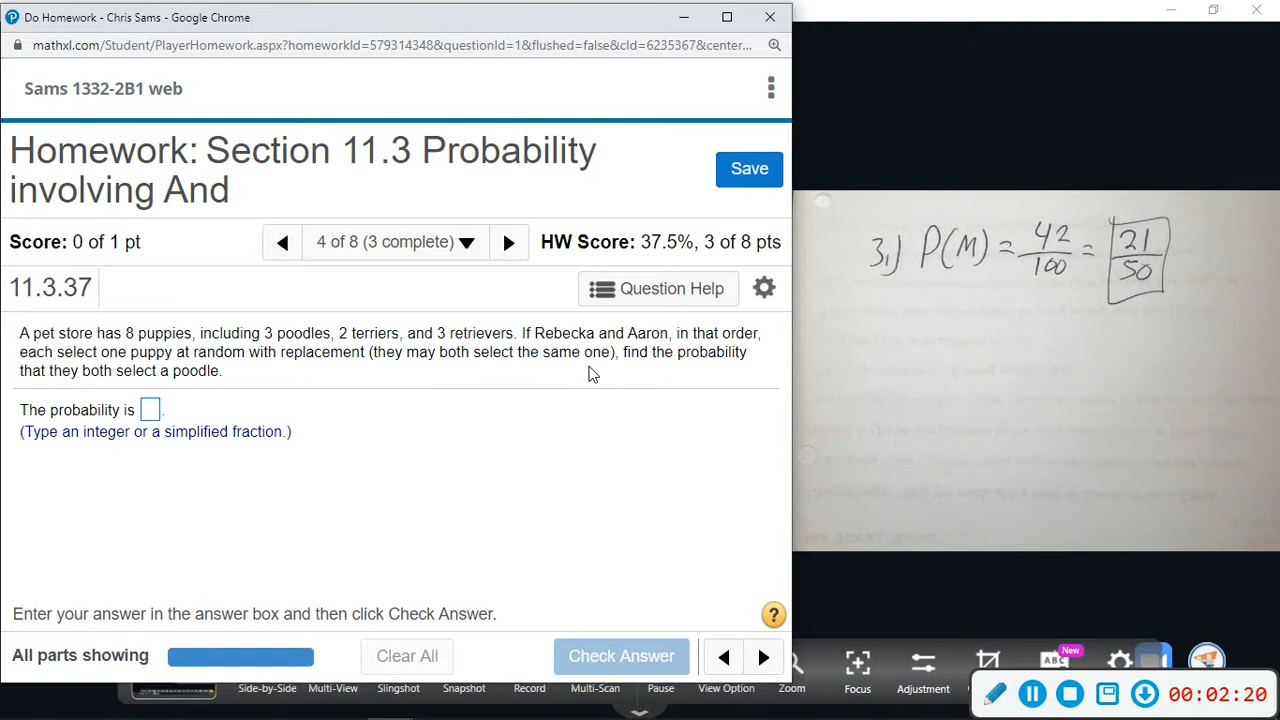 Do Homework - Chris Sams - Google Chrome
mathxl.com/Student/PlayerHomework.aspx?homeworkId=579314348&questionId=1&flushed=false&cId=6235367&center...
Sams 1332-2B1 web
Homework: Section 11.3 Probability
involving And
Save
Score: 0 of 1 pt
4 of 8 (3 complete)
HW Score: 37.5%, 3 of 8 pts
11.3.37
Question Help
A pet store has 8 puppies, including 3 poodles, 2 terriers, and 3 retrievers. If Rebecka and Aaron, in that order,
each select one puppy at random with replacement (they may both select the same one), find the probability
that they both select a poodle.
The probability is .
(Type an integer or a simplified fraction.)
Enter your answer in the answer box and then click Check Answer.
?
All parts showing
Clear All
Check Answer
3.) P(M) = 42/100 = 21/50
New
ABC
Side-by-Side
Multi-View
Slingshot
Snapshot
Record
Multi-Scan
Pause
View Option
Zoom
Focus
Adjustment
00:02:20